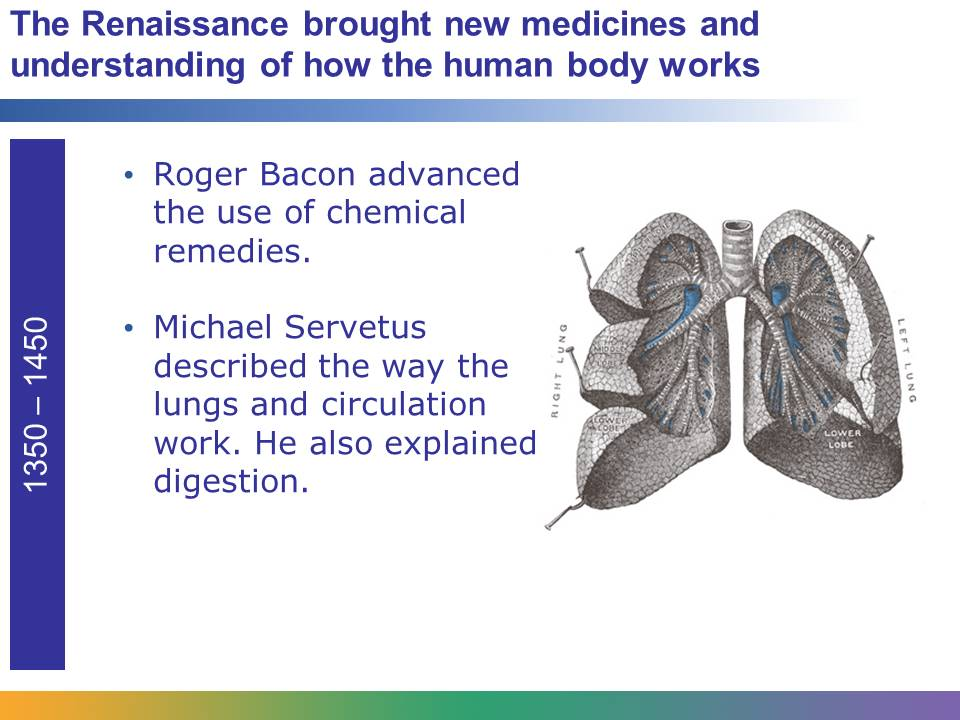 The Renaissance brought new medicines and
understanding of how the human body works
1350 – 1450
• Roger Bacon advanced
the use of chemical
remedies.
• Michael Servetus
described the way the
lungs and circulation
work. He also explained
digestion.
UPPER LOBE
RIGHT LUNG
LEFT LUNG
MIDDLE
LOBE
LOWER
LOBE
LOWER
LOBE